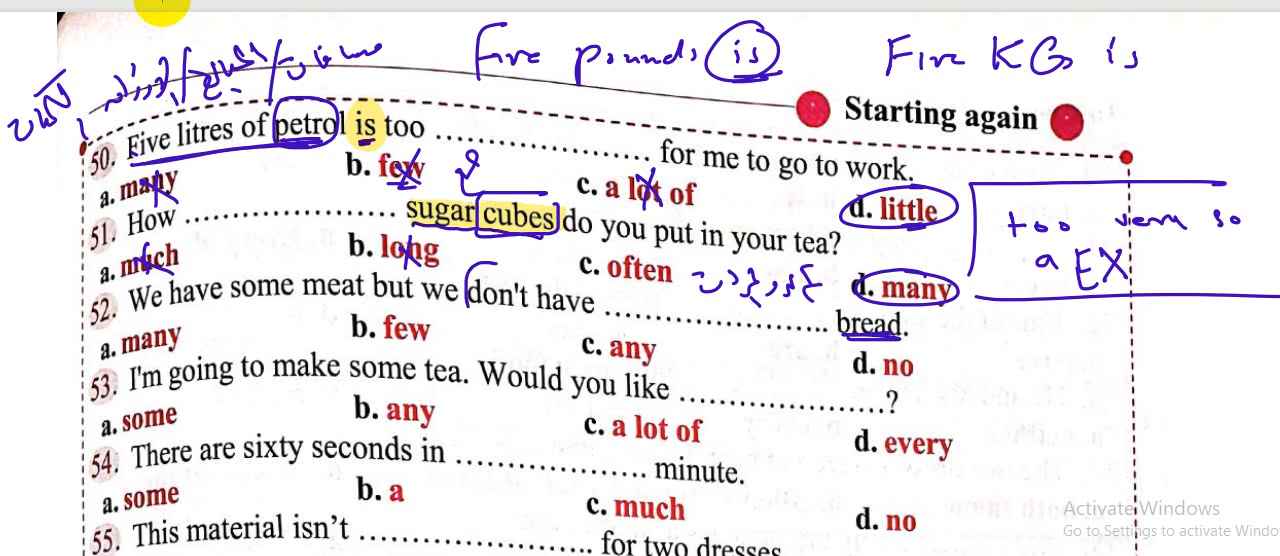 Five pounds is Five KGs is
Starting again
50. Five litres of petrol is too .................... for me to go to work.
a. many b. few c. a lot of d. little
too very so
a EX
51. How .................... sugar cubes do you put in your tea?
a. much b. long c. often d. many
52. We have some meat but we don't have .................... bread.
a. many b. few c. any d. no
53. I'm going to make some tea. Would you like ....................?
a. some b. any c. a lot of d. every
54. There are sixty seconds in .................... minute.
a. some b. a c. much d. no
55. This material isn't .................... for two dresses
Activate Windows
Go to Settings to activate Windo